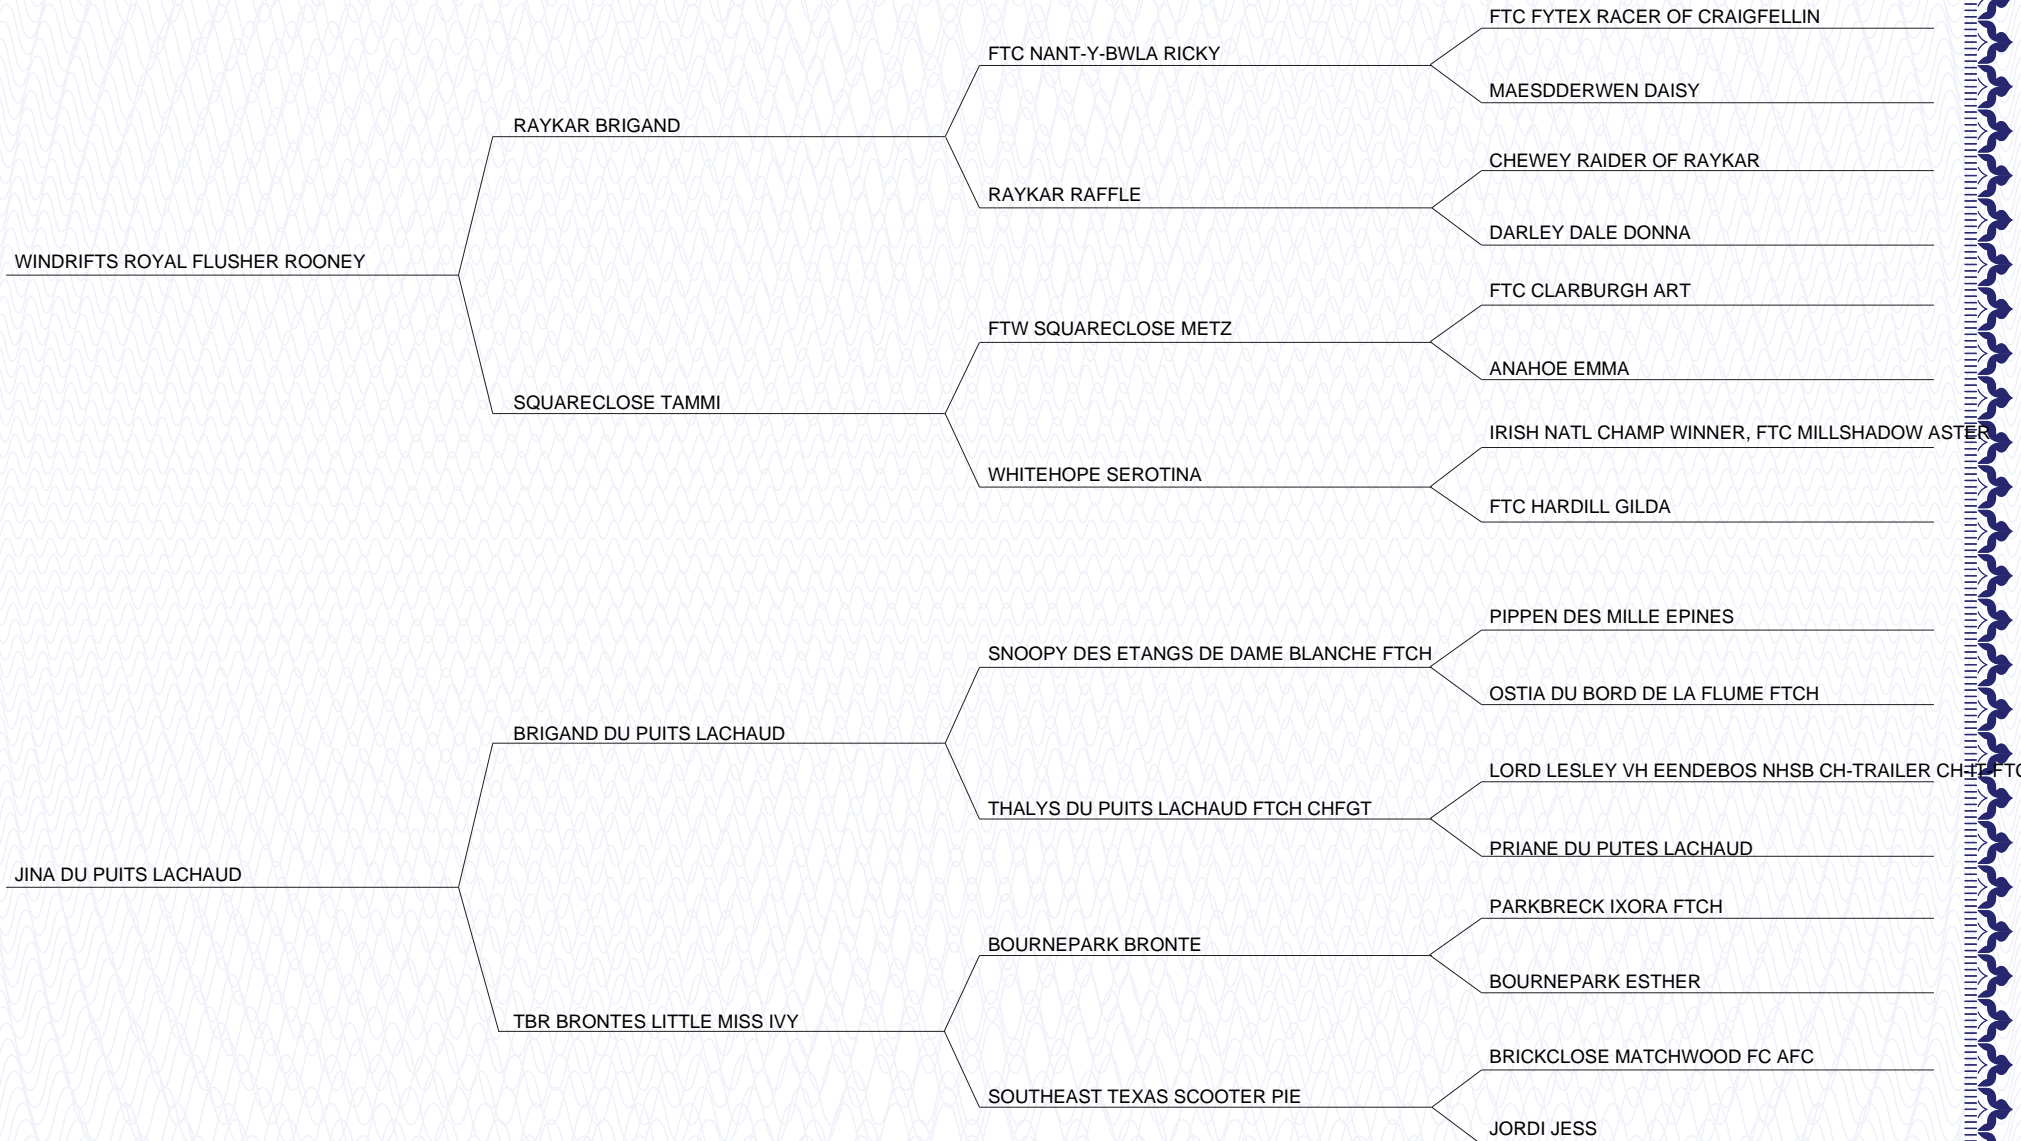 FTC FYTEX RACER OF CRAIGFELLIN
FTC NANT-Y-BWLA RICKY
MAESDDERWEN DAISY
RAYKAR BRIGAND
CHEWEY RAIDER OF RAYKAR
RAYKAR RAFFLE
DARLEY DALE DONNA
WINDRIFTS ROYAL FLUSHER ROONEY
FTC CLARBURGH ART
FTW SQUARECLOSE METZ
ANAHOE EMMA
SQUARECLOSE TAMMI
IRISH NATL CHAMP WINNER, FTC MILLSHADOW ASTER
WHITEHOPE SEROTINA
FTC HARDILL GILDA
PIPPEN DES MILLE EPINES
SNOOPY DES ETANGS DE DAME BLANCHE FTCH
OSTIA DU BORD DE LA FLUME FTCH
BRIGAND DU PUITS LACHAUD
LORD LESLEY VH EENDEBOS NHSB CH-TRAILER CH-IT FTC
THALYS DU PUITS LACHAUD FTCH CHFGT
PRIANE DU PUTES LACHAUD
JINA DU PUITS LACHAUD
PARKBRECK IXORA FTCH
BOURNEPARK BRONTE
BOURNEPARK ESTHER
TBR BRONTES LITTLE MISS IVY
BRICKCLOSE MATCHWOOD FC AFC
SOUTHEAST TEXAS SCOOTER PIE
JORDI JESS